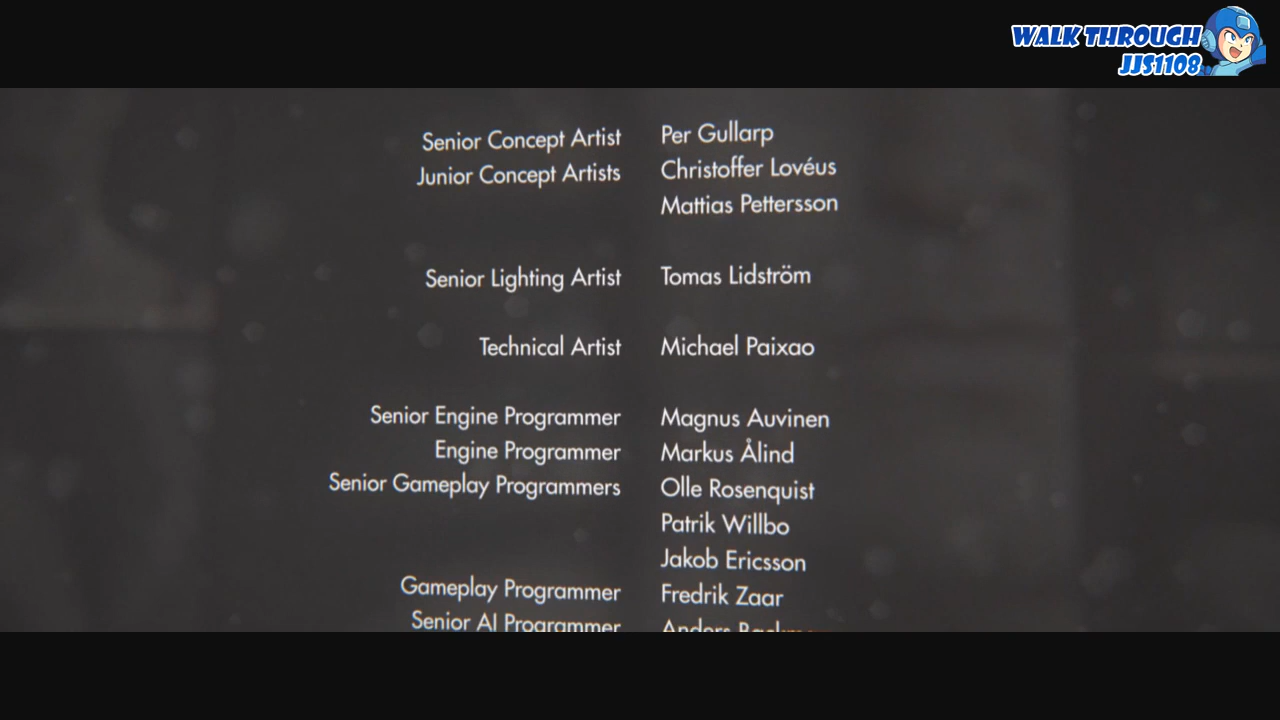 WALK THROUGH
JJS1108
Senior Concept Artist Per Gullarp
Junior Concept Artists Christoffer Lovéus
Mattias Pettersson
Senior Lighting Artist Tomas Lidström
Technical Artist Michael Paixao
Senior Engine Programmer Magnus Auvinen
Engine Programmer Markus Ålind
Senior Gameplay Programmers Olle Rosenquist
Patrik Willbo
Jakob Ericsson
Gameplay Programmer Fredrik Zaar
Senior AI Programmer Anders